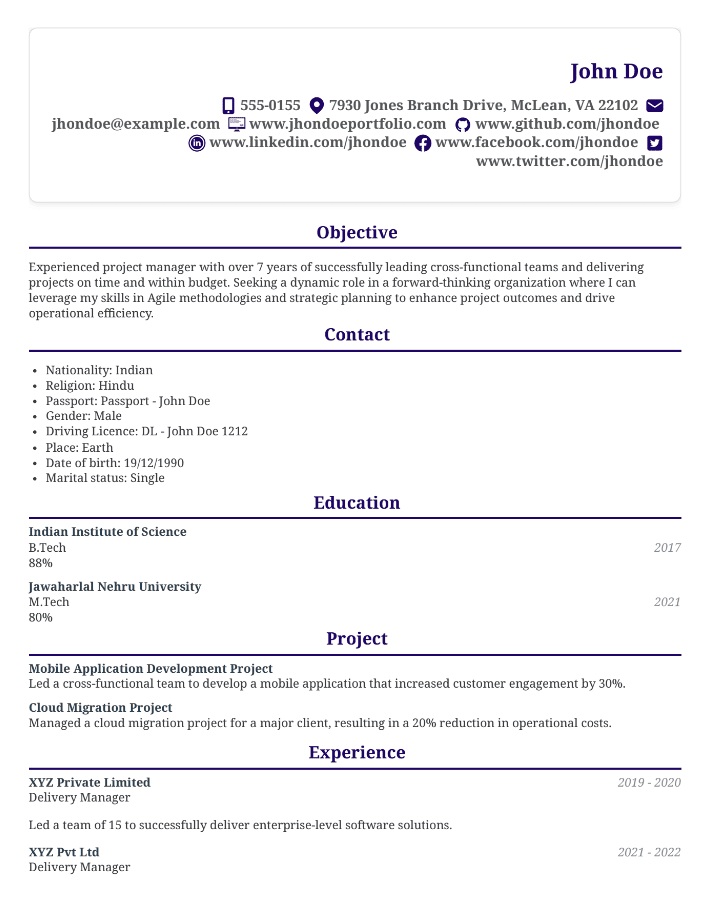 John Doe
555-0155 7930 Jones Branch Drive, McLean, VA 22102
jhondoe@example.com www.jhondoeportfolio.com www.github.com/jhondoe
www.linkedin.com/jhondoe www.facebook.com/jhondoe
www.twitter.com/jhondoe
Objective
Experienced project manager with over 7 years of successfully leading cross-functional teams and delivering
projects on time and within budget. Seeking a dynamic role in a forward-thinking organization where I can
leverage my skills in Agile methodologies and strategic planning to enhance project outcomes and drive
operational efficiency.
Contact
• Nationality: Indian
• Religion: Hindu
• Passport: Passport - John Doe
• Gender: Male
• Driving Licence: DL - John Doe 1212
• Place: Earth
• Date of birth: 19/12/1990
• Marital status: Single
Education
Indian Institute of Science
B.Tech 2017
88%
Jawaharlal Nehru University
M.Tech 2021
80%
Project
Mobile Application Development Project
Led a cross-functional team to develop a mobile application that increased customer engagement by 30%.
Cloud Migration Project
Managed a cloud migration project for a major client, resulting in a 20% reduction in operational costs.
Experience
XYZ Private Limited 2019 - 2020
Delivery Manager
Led a team of 15 to successfully deliver enterprise-level software solutions.
XYZ Pvt Ltd 2021 - 2022
Delivery Manager